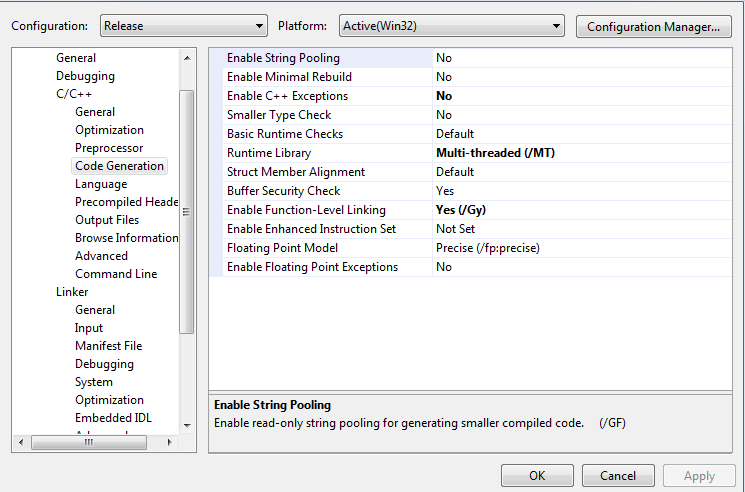 Configuration: Release Platform: Active(Win32) Configuration Manager...
General
Debugging
C/C++
General
Optimization
Preprocessor
Code Generation
Language
Precompiled Heade
Output Files
Browse Information
Advanced
Command Line
Linker
General
Input
Manifest File
Debugging
System
Optimization
Embedded IDL
Enable String Pooling No
Enable Minimal Rebuild No
Enable C++ Exceptions No
Smaller Type Check No
Basic Runtime Checks Default
Runtime Library Multi-threaded (/MT)
Struct Member Alignment Default
Buffer Security Check Yes
Enable Function-Level Linking Yes (/Gy)
Enable Enhanced Instruction Set Not Set
Floating Point Model Precise (/fp:precise)
Enable Floating Point Exceptions No
Enable String Pooling
Enable read-only string pooling for generating smaller compiled code. (/GF)
OK Cancel Apply